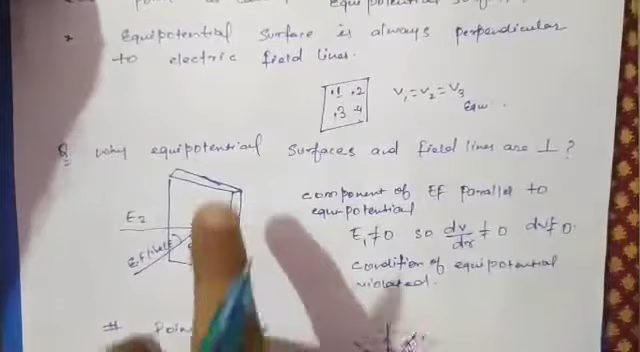 * Equipotential surface is always perpendicular
to electric field lines.
.1 .2
.3 .4
V₁=V₂=V₃
Q why equipotential surfaces and field lines are ⊥ ?
E₂
component of EF parallel to
equipotential
E₁≠0 so dv/dr ≠ 0 dv≠0.
condition of equipotential
violated.
# Poin